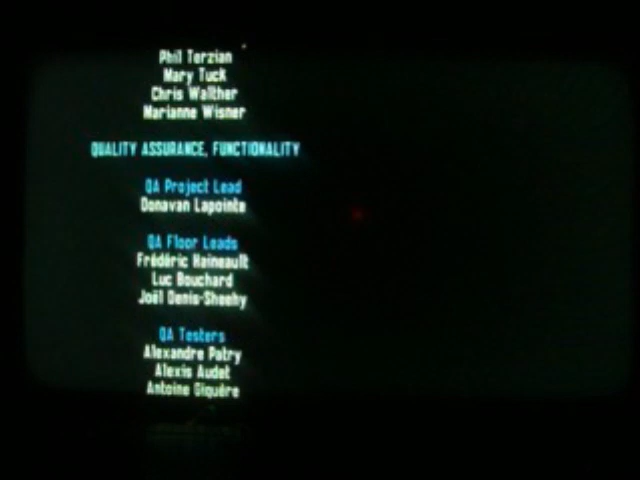 Phil Terzian
Mary Tuck
Chris Walther
Marianne Wisner
QUALITY ASSURANCE, FUNCTIONALITY
QA Project Lead
Donavan Lapointe
QA Floor Leads
Frédéric Haineault
Luc Bouchard
Joël Denis-Sheehy
QA Testers
Alexandre Patry
Alexis Audet
Antoine Giguére